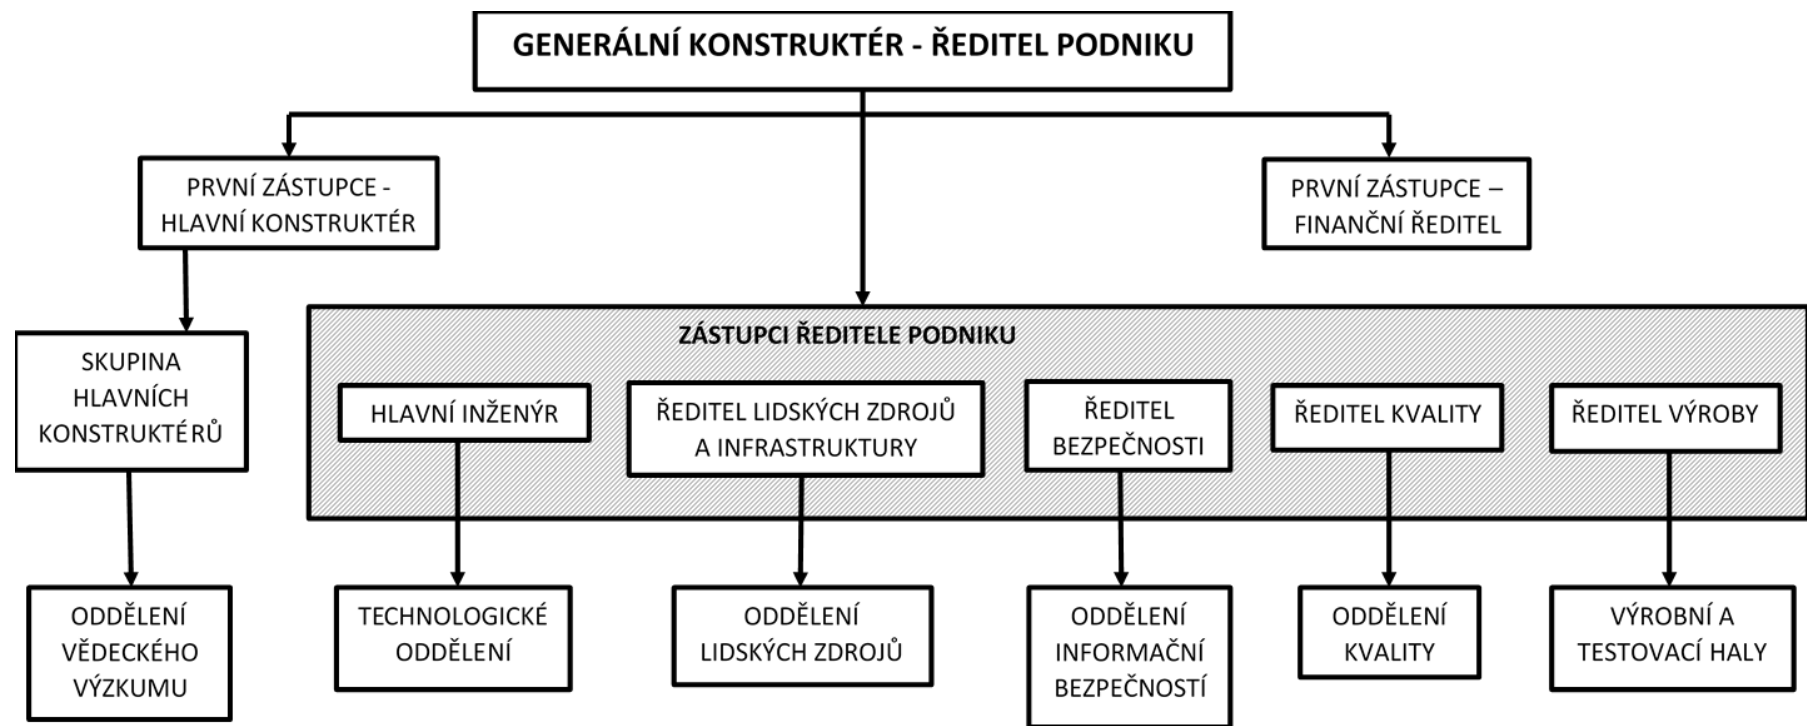 GENERÁLNÍ KONSTRUKTÉR - ŘEDITEL PODNIKU
PRVNÍ ZÁSTUPCE -
HLAVNÍ KONSTRUKTÉR
PRVNÍ ZÁSTUPCE –
FINANČNÍ ŘEDITEL
SKUPINA
HLAVNÍCH
KONSTRUKTÉRŮ
ZÁSTUPCI ŘEDITELE PODNIKU
HLAVNÍ INŽENÝR
ŘEDITEL LIDSKÝCH ZDROJŮ
A INFRASTRUKTURY
ŘEDITEL
BEZPEČNOSTI
ŘEDITEL KVALITY
ŘEDITEL VÝROBY
ODDĚLENÍ
VĚDECKÉHO
VÝZKUMU
TECHNOLOGICKÉ
ODDĚLENÍ
ODDĚLENÍ
LIDSKÝCH ZDROJŮ
ODDĚLENÍ
INFORMAČNÍ
BEZPEČNOSTÍ
ODDĚLENÍ
KVALITY
VÝROBNÍ A
TESTOVACÍ HALY